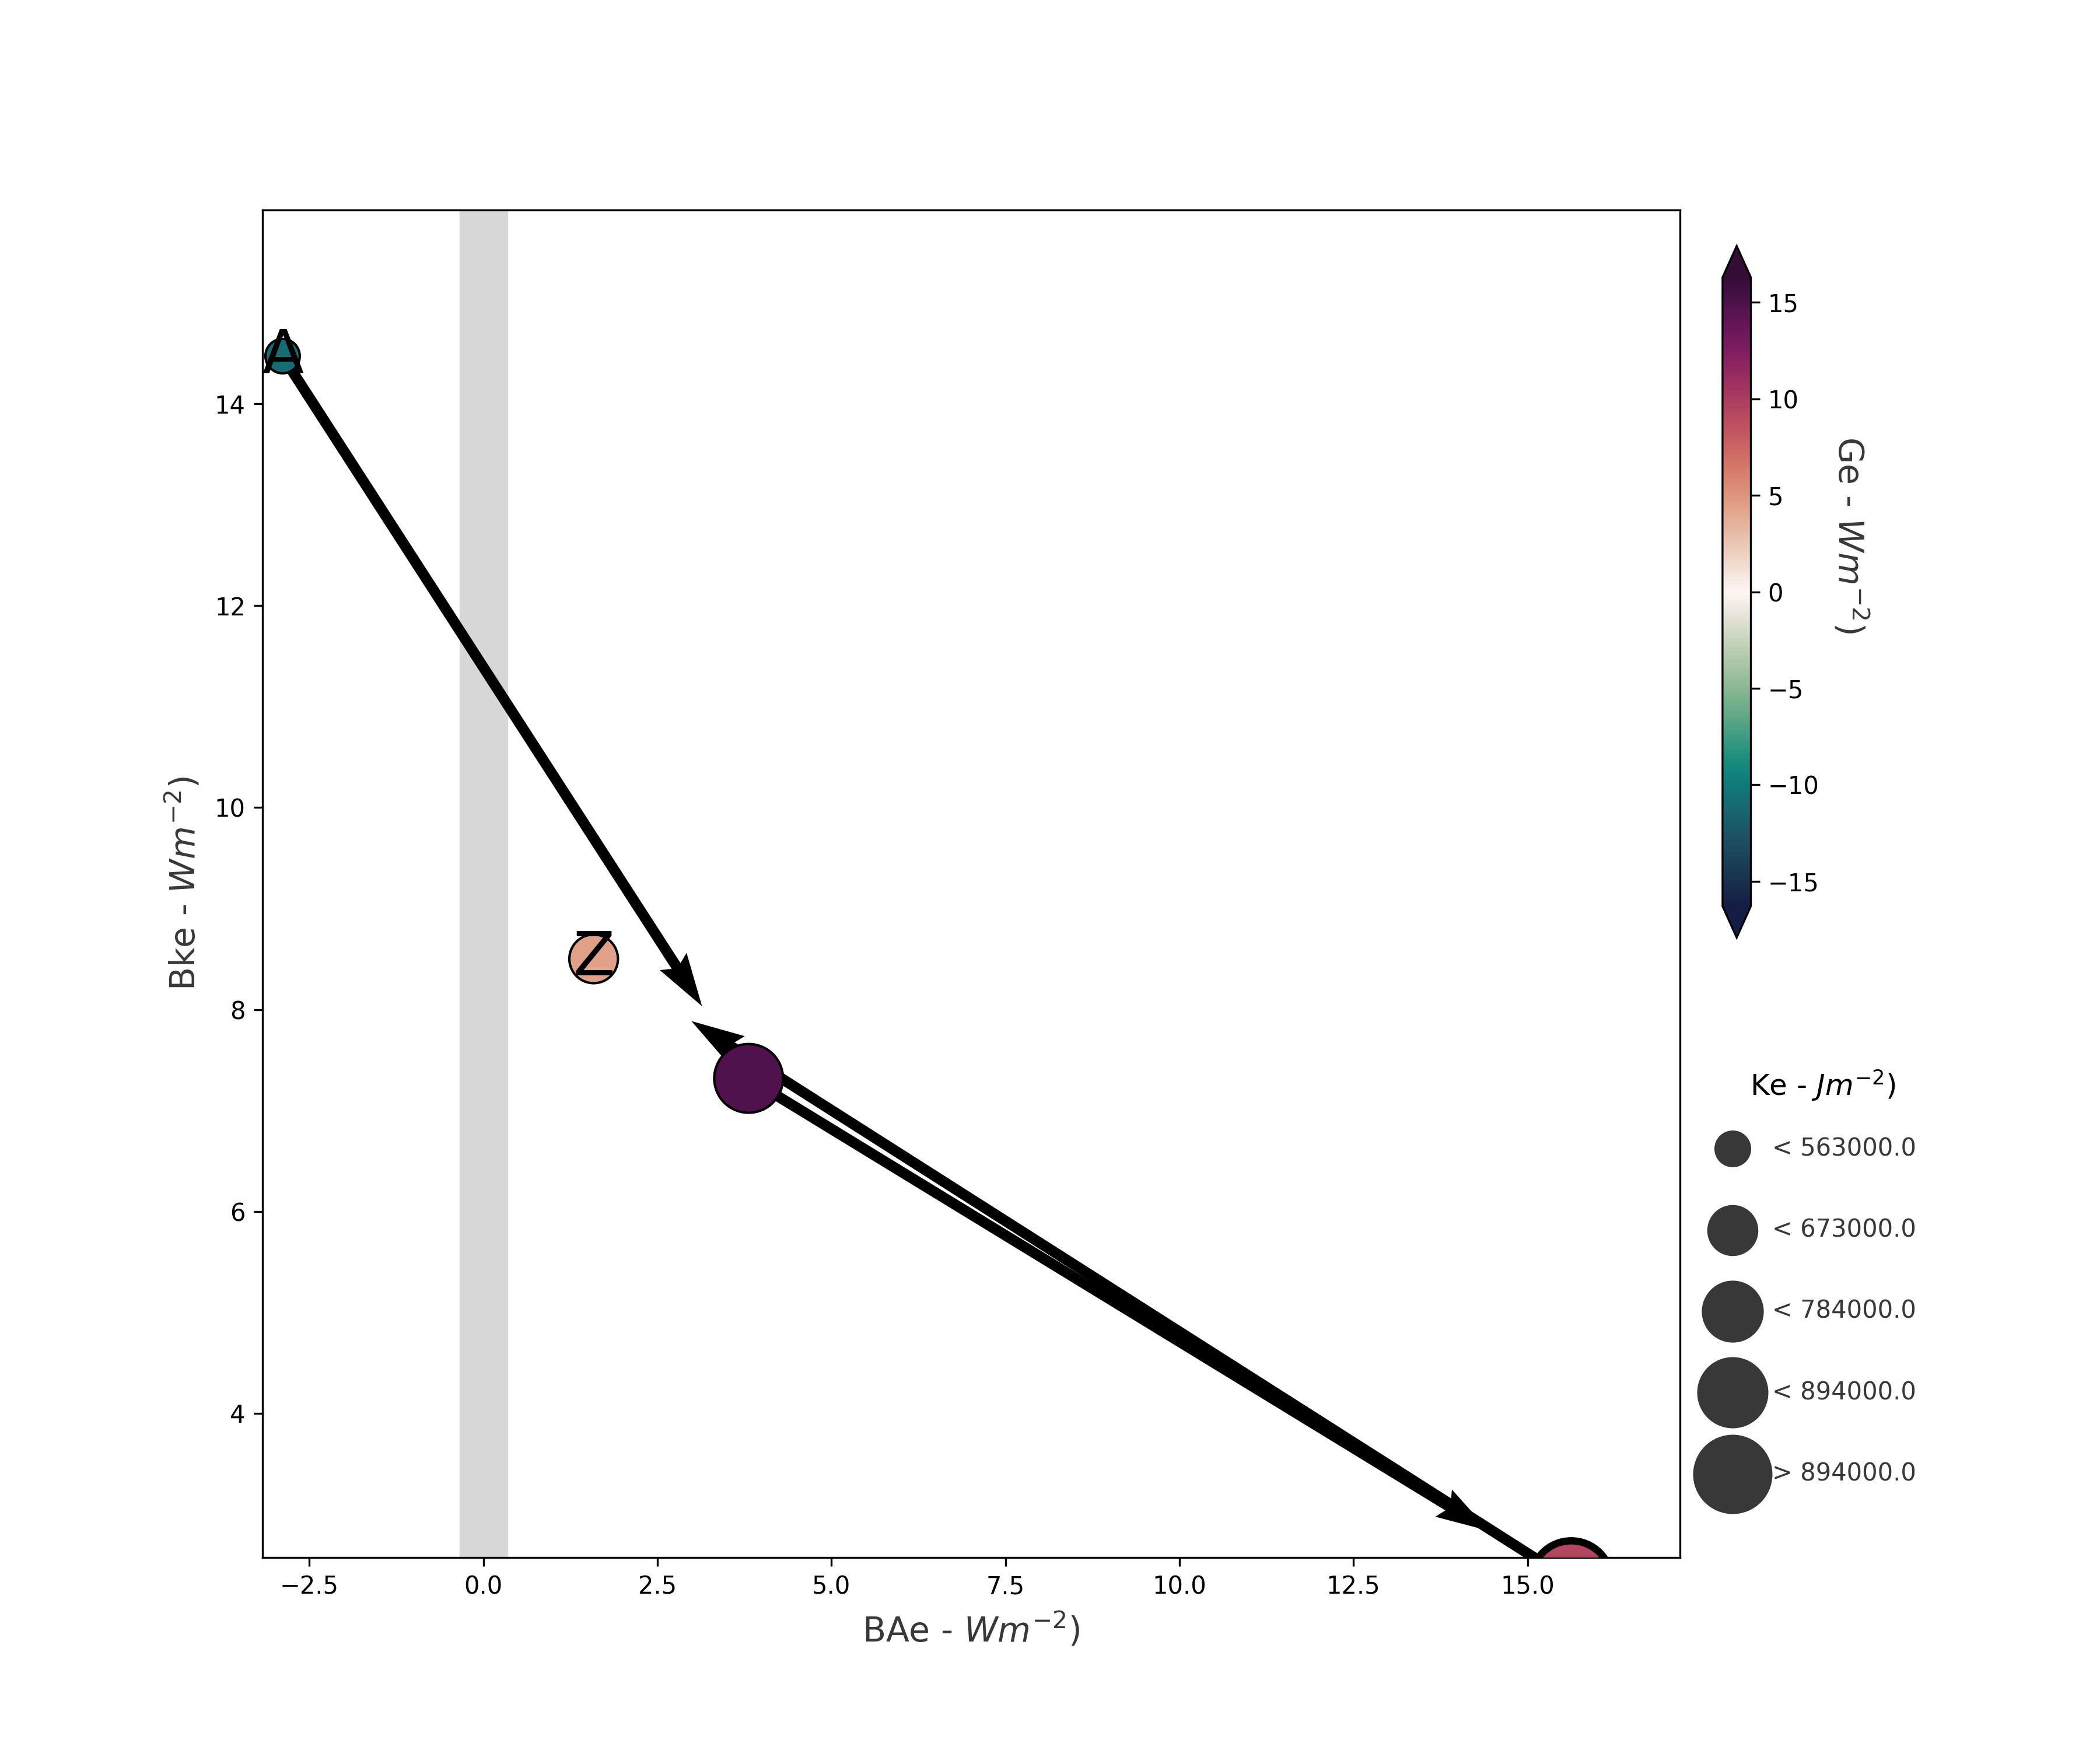 A
Z
14
12
10
8
6
4
Bke - Wm⁻²)
−2.5 0.0 2.5 5.0 7.5 10.0 12.5 15.0
BAe - Wm⁻²)
15
10
5
0
−5
−10
−15
Ge - Wm⁻²)
Ke - Jm⁻²)
< 563000.0
< 673000.0
< 784000.0
< 894000.0
> 894000.0